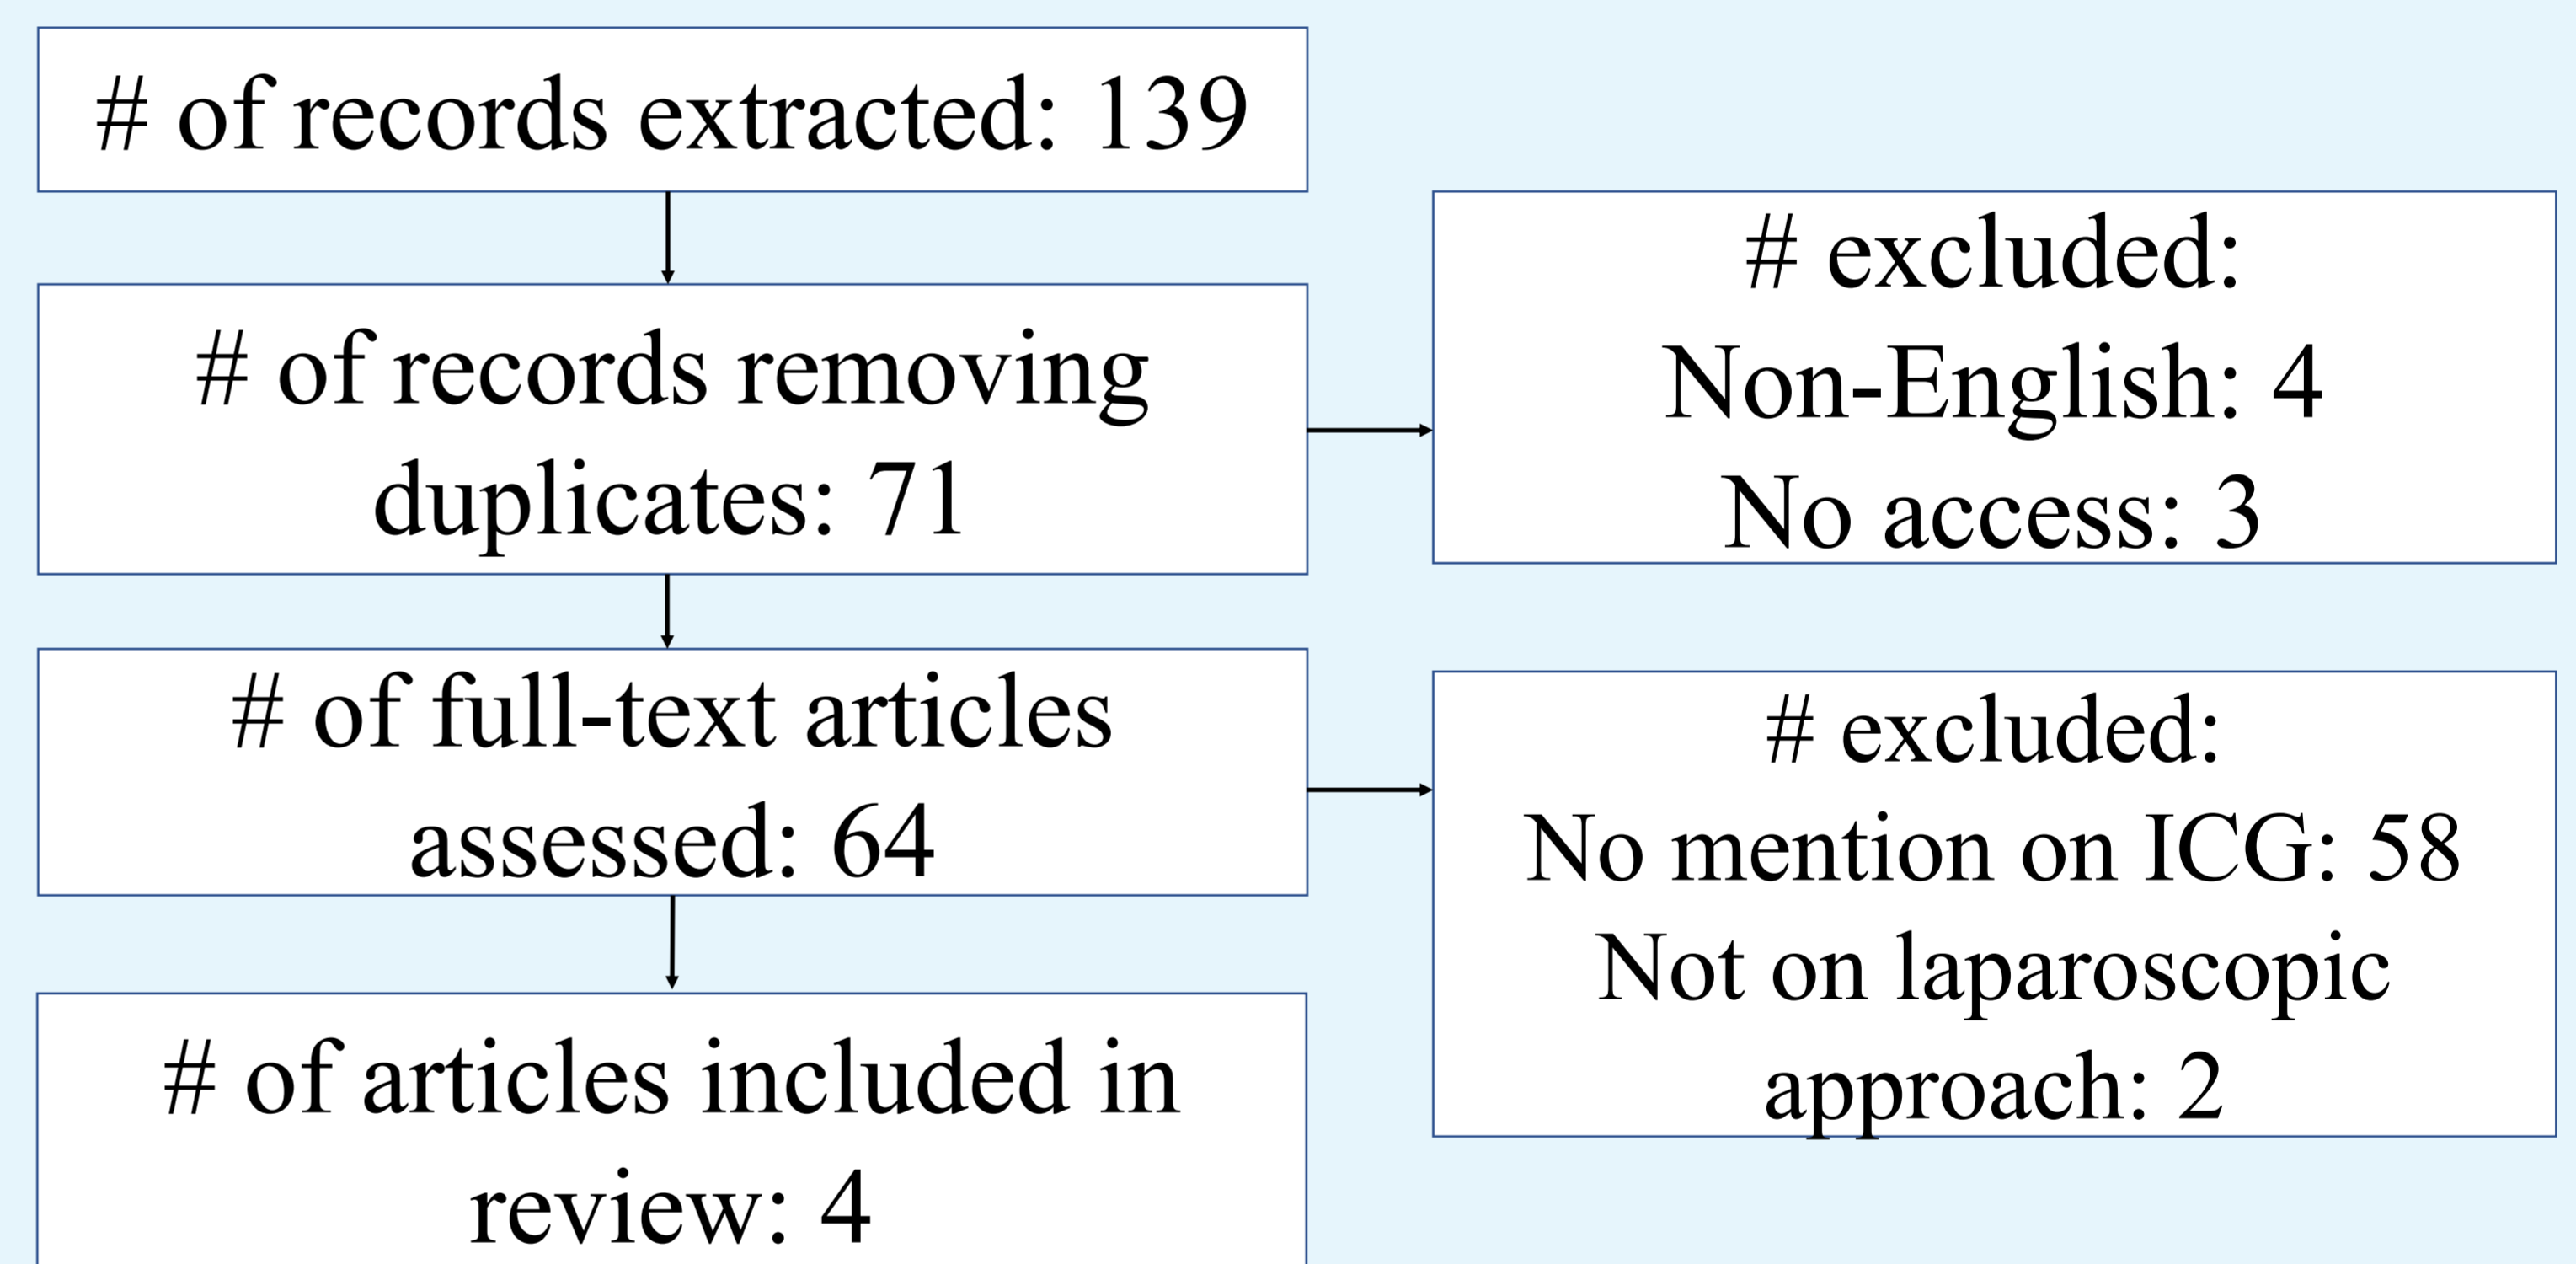 # of records extracted: 139
# of records removing
duplicates: 71
# excluded:
Non-English: 4
No access: 3
# of full-text articles
assessed: 64
# excluded:
No mention on ICG: 58
Not on laparoscopic
approach: 2
# of articles included in
review: 4